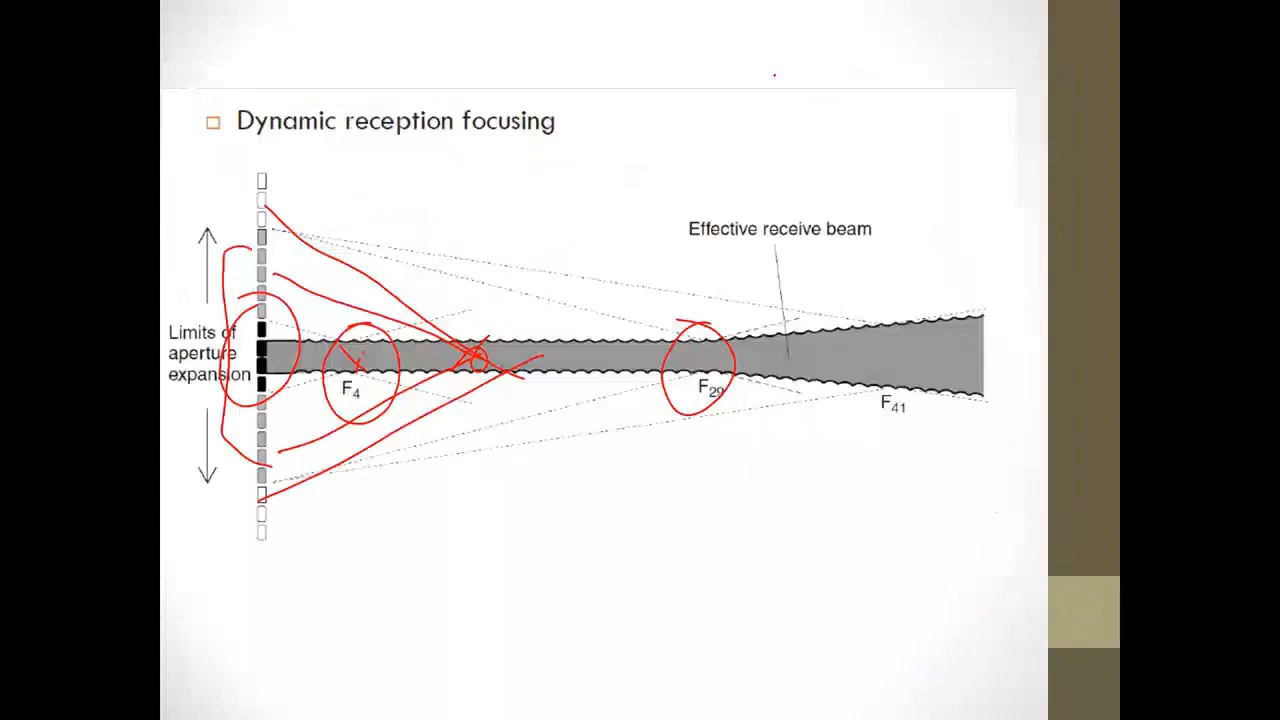 Dynamic reception focusing
Effective receive beam
Limits of
aperture
expansion
F4
F29
F41